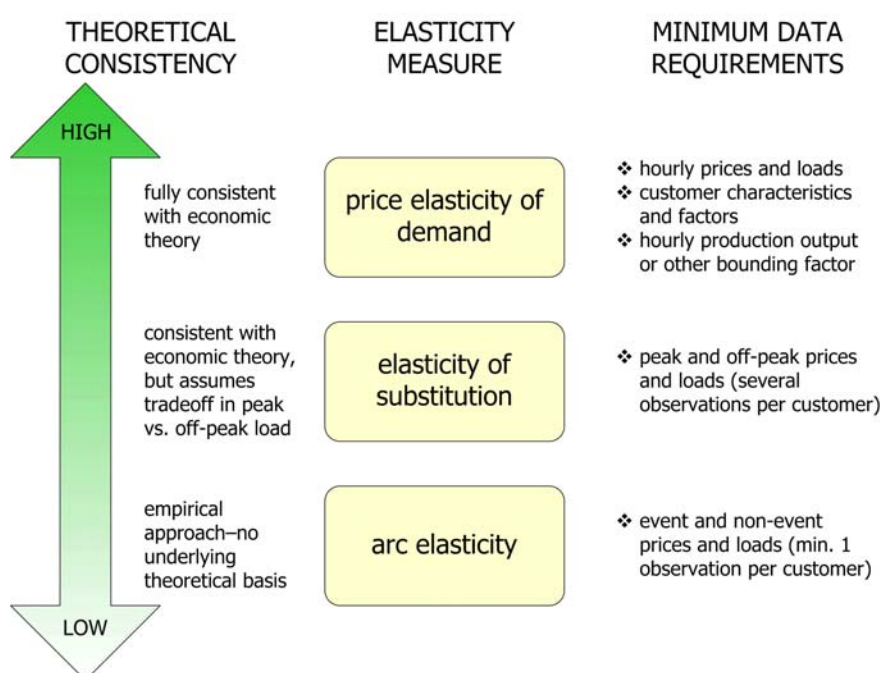 THEORETICAL
CONSISTENCY
ELASTICITY
MEASURE
MINIMUM DATA
REQUIREMENTS
HIGH
fully consistent
with economic
theory
price elasticity of
demand
❖ hourly prices and loads
❖ customer characteristics
and factors
❖ hourly production output
or other bounding factor
consistent with
economic theory,
but assumes
tradeoff in peak
vs. off-peak load
elasticity of
substitution
❖ peak and off-peak prices
and loads (several
observations per customer)
empirical
approach–no
underlying
theoretical basis
arc elasticity
❖ event and non-event
prices and loads (min. 1
observation per customer)
LOW